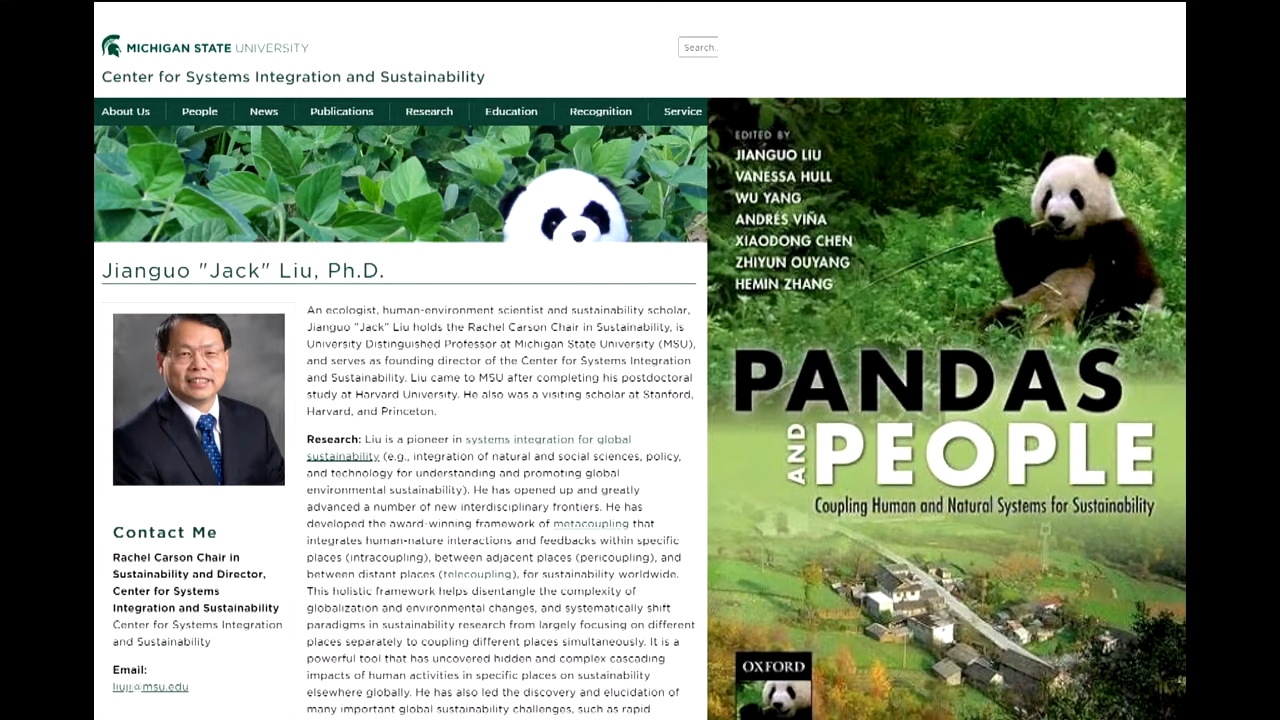 MICHIGAN STATE UNIVERSITY
Search..
Center for Systems Integration and Sustainability
About Us People News Publications Research Education Recognition Service
Jianguo "Jack" Liu, Ph.D.
An ecologist, human-environment scientist and sustainability scholar,
Jianguo "Jack" Liu holds the Rachel Carson Chair in Sustainability, is
University Distinguished Professor at Michigan State University (MSU),
and serves as founding director of the Center for Systems Integration
and Sustainability. Liu came to MSU after completing his postdoctoral
study at Harvard University. He also was a visiting scholar at Stanford,
Harvard, and Princeton.
Research: Liu is a pioneer in systems integration for global
sustainability (e.g., integration of natural and social sciences, policy,
and technology for understanding and promoting global
environmental sustainability). He has opened up and greatly
advanced a number of new interdisciplinary frontiers. He has
developed the award-winning framework of metacoupling that
integrates human-nature interactions and feedbacks within specific
places (intracoupling), between adjacent places (pericoupling), and
between distant places (telecoupling), for sustainability worldwide.
This holistic framework helps disentangle the complexity of
globalization and environmental changes, and systematically shift
paradigms in sustainability research from largely focusing on different
places separately to coupling different places simultaneously. It is a
powerful tool that has uncovered hidden and complex cascading
impacts of human activities in specific places on sustainability
elsewhere globally. He has also led the discovery and elucidation of
many important global sustainability challenges, such as rapid
Contact Me
Rachel Carson Chair in
Sustainability and Director,
Center for Systems
Integration and Sustainability
Center for Systems Integration
and Sustainability
Email:
liuji@msu.edu
EDITED BY
JIANGUO LIU
VANESSA HULL
WU YANG
ANDRÉS VIÑA
XIAODONG CHEN
ZHIYUN OUYANG
HEMIN ZHANG
PANDAS
AND PEOPLE
Coupling Human and Natural Systems for Sustainability
OXFORD